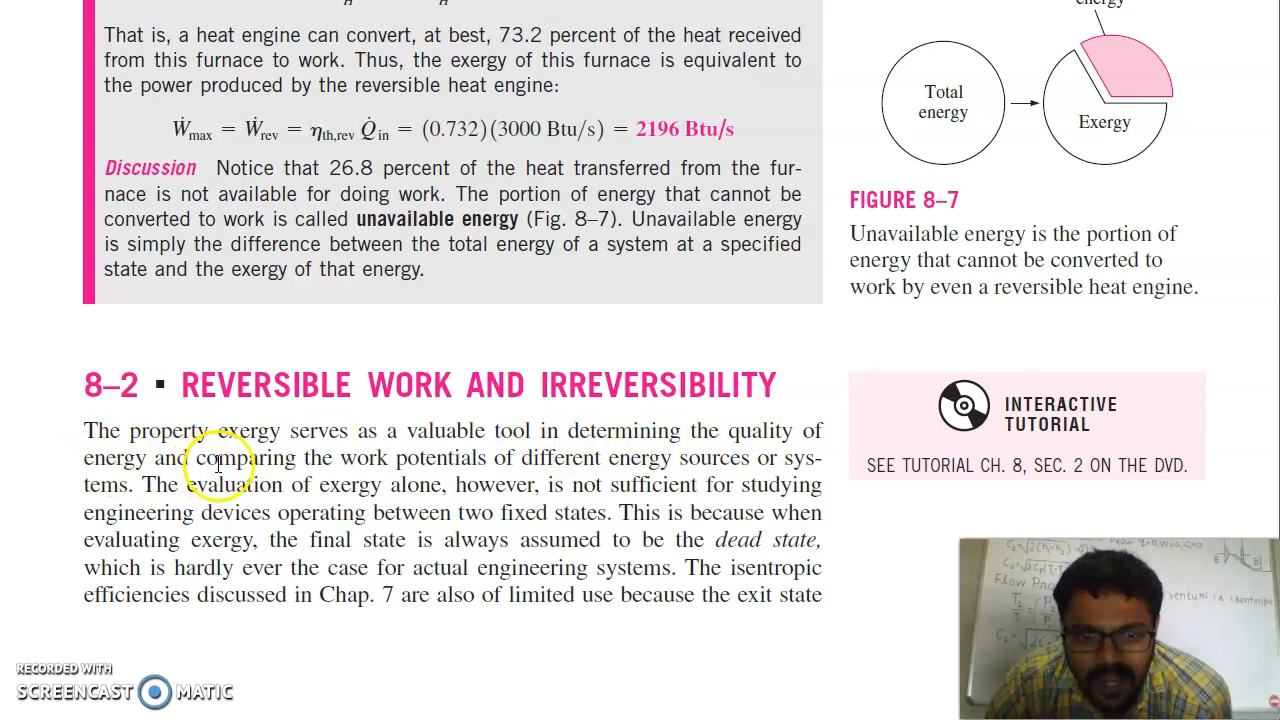 That is, a heat engine can convert, at best, 73.2 percent of the heat received
from this furnace to work. Thus, the exergy of this furnace is equivalent to
the power produced by the reversible heat engine:
Ẇmax = Ẇrev = ηth,rev Q̇in = (0.732)(3000 Btu/s) = 2196 Btu/s
Discussion Notice that 26.8 percent of the heat transferred from the fur-
nace is not available for doing work. The portion of energy that cannot be
converted to work is called unavailable energy (Fig. 8–7). Unavailable energy
is simply the difference between the total energy of a system at a specified
state and the exergy of that energy.
energy
Total
energy
Exergy
FIGURE 8–7
Unavailable energy is the portion of
energy that cannot be converted to
work by even a reversible heat engine.
8–2 ▪ REVERSIBLE WORK AND IRREVERSIBILITY
The property exergy serves as a valuable tool in determining the quality of
energy and comparing the work potentials of different energy sources or sys-
tems. The evaluation of exergy alone, however, is not sufficient for studying
engineering devices operating between two fixed states. This is because when
evaluating exergy, the final state is always assumed to be the dead state,
which is hardly ever the case for actual engineering systems. The isentropic
efficiencies discussed in Chap. 7 are also of limited use because the exit state
INTERACTIVE
TUTORIAL
SEE TUTORIAL CH. 8, SEC. 2 ON THE DVD.
Flow Pro
venturi is isentropic
RECORDED WITH
SCREENCAST MATIC